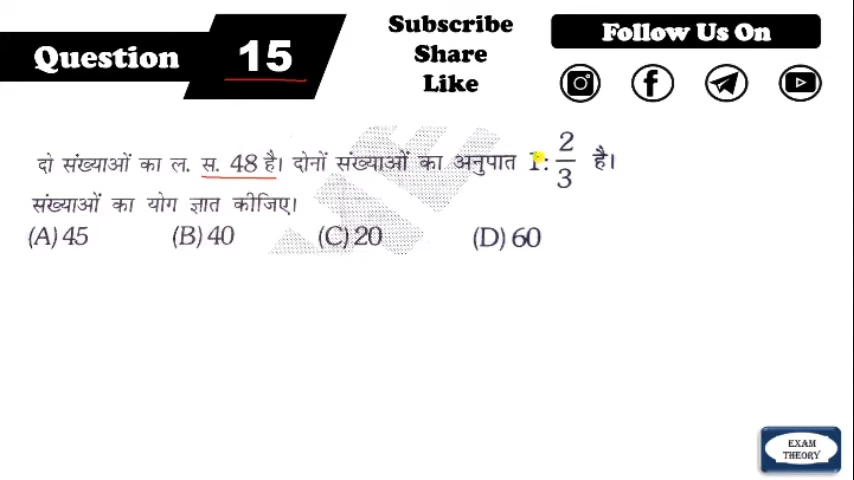 Question 15
Subscribe
Share
Like
Follow Us On
दो संख्याओं का ल. स. 48 है। दोनों संख्याओं का अनुपात 1: 2/3 है।
संख्याओं का योग ज्ञात कीजिए।
(A) 45 (B) 40 (C) 20 (D) 60
EXAM
THEORY